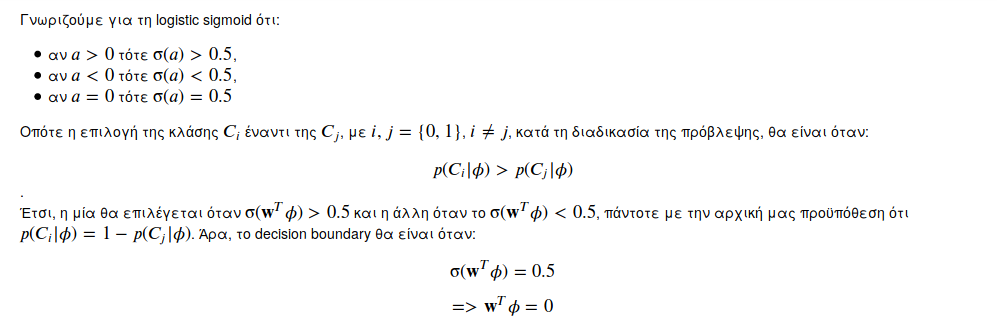 Γνωριζούμε για τη logistic sigmoid ότι:
• αν a > 0 τότε σ(a) > 0.5,
• αν a < 0 τότε σ(a) < 0.5,
• αν a = 0 τότε σ(a) = 0.5
Οπότε η επιλογή της κλάσης C_i έναντι της C_j, με i, j = {0, 1}, i ≠ j, κατά τη διαδικασία της πρόβλεψης, θα είναι όταν:
p(C_i|ϕ) > p(C_j|ϕ)
.
Έτσι, η μία θα επιλέγεται όταν σ(w^T ϕ) > 0.5 και η άλλη όταν το σ(w^T ϕ) < 0.5, πάντοτε με την αρχική μας προϋπόθεση ότι
p(C_i|ϕ) = 1 − p(C_j|ϕ). Άρα, το decision boundary θα είναι όταν:
σ(w^T ϕ) = 0.5
=> w^T ϕ = 0